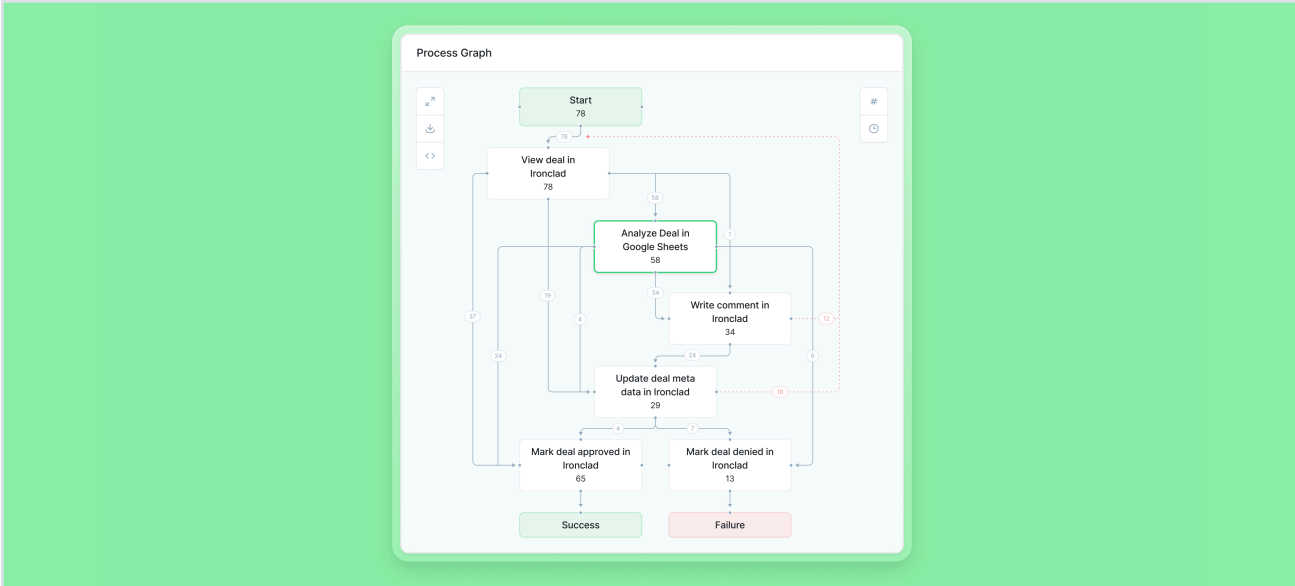 Process Graph
Start
78
#
78
View deal in
Ironclad
78
58
Analyze Deal in
Google Sheets
58
1
34
19
Write comment in
Ironclad
34
37
4
12
24
24
6
Update deal meta
data in Ironclad
29
18
4
7
Mark deal approved in
Ironclad
65
Mark deal denied in
Ironclad
13
Success
Failure